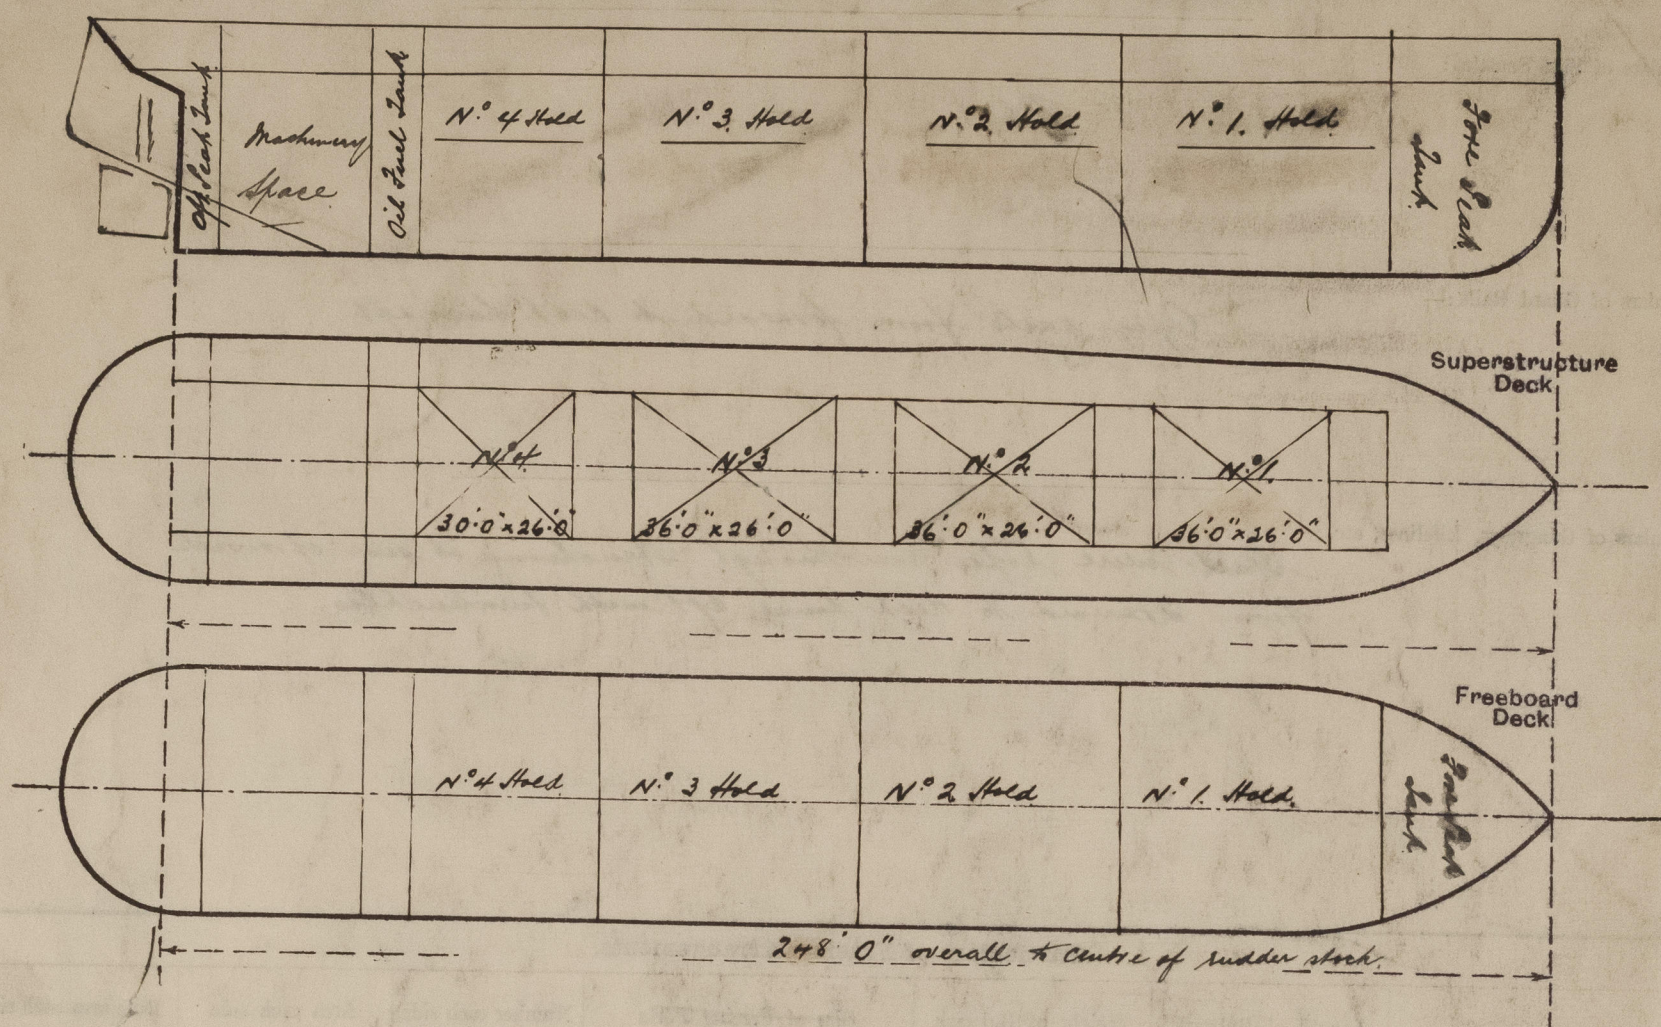 Aft Peak Tank
Machinery
Space
Oil Fuel Tank
Nº 4 Hold
Nº 3. Hold
Nº 2 Hold
Nº 1. Hold
Fore Peak
Tank
Superstructure
Deck
Nº 4
30'.0"x26'.0"
Nº 3
36'.0"x26'.0"
Nº 2
36'.0"x26'.0"
Nº 1.
36'.0"x26'.0"
Freeboard
Deck
Nº 4 Hold
Nº 3 Hold
Nº 2 Hold
Nº 1. Hold.
Fore Peak
Tank
248' 0" overall to centre of rudder stock.